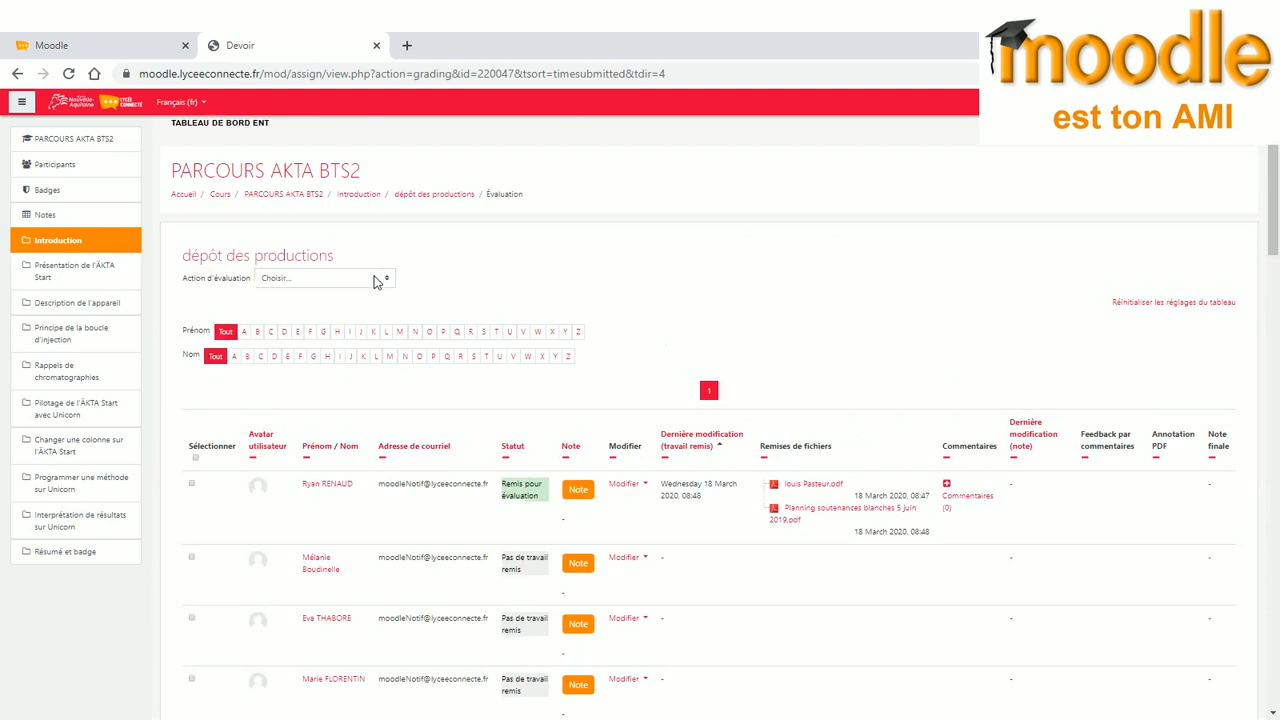 Moodle
Devoir
moodle.lyceeconnecte.fr/mod/assign/view.php?action=grading&id=220047&tsort=timesubmitted&tdir=4
moodle
est ton AMI
Nouvelle-Aquitaine
LYCÉE CONNECTÉ
Français (fr)
TABLEAU DE BORD ENT
PARCOURS AKTA BTS2
Participants
Badges
Notes
Introduction
Présentation de l'ÄKTA
Start
Description de l'appareil
Principe de la boucle
d'injection
Rappels de
chromatographies
Pilotage de l'ÄKTA Start
avec Unicorn
Changer une colonne sur
l'ÄKTA Start
Programmer une méthode
sur Unicorn
Interprétation de résultats
sur Unicorn
Résumé et badge
PARCOURS AKTA BTS2
Accueil / Cours / PARCOURS AKTA BTS2 / Introduction / dépôt des productions / Évaluation
dépôt des productions
Action d'évaluation Choisir...
Réinitialiser les réglages du tableau
Prénom Tout A B C D E F G H I J K L M N O P Q R S T U V W X Y Z
Nom Tout A B C D E F G H I J K L M N O P Q R S T U V W X Y Z
1
Sélectionner
Avatar
utilisateur
Prénom / Nom
Adresse de courriel
Statut
Note
Modifier
Dernière modification
(travail remis)
Remises de fichiers
Commentaires
Dernière
modification
(note)
Feedback par
commentaires
Annotation
PDF
Note
finale
Ryan RENAUD
moodleNotif@lyceeconnecte.fr
Remis pour
évaluation
Note
-
Modifier
Wednesday 18 March
2020, 08:48
louis Pasteur.pdf
18 March 2020, 08:47
Planning soutenances blanches 5 juin
2019.pdf
18 March 2020, 08:48
Commentaires
(0)
-
-
Mélanie
Boudinelle
moodleNotif@lyceeconnecte.fr
Pas de travail
remis
Note
-
Modifier
-
-
-
Eva THABORE
moodleNotif@lyceeconnecte.fr
Pas de travail
remis
Note
-
Modifier
-
-
-
Marie FLORENTIN
moodleNotif@lyceeconnecte.fr
Pas de travail
remis
Note
-
Modifier
-
-
-